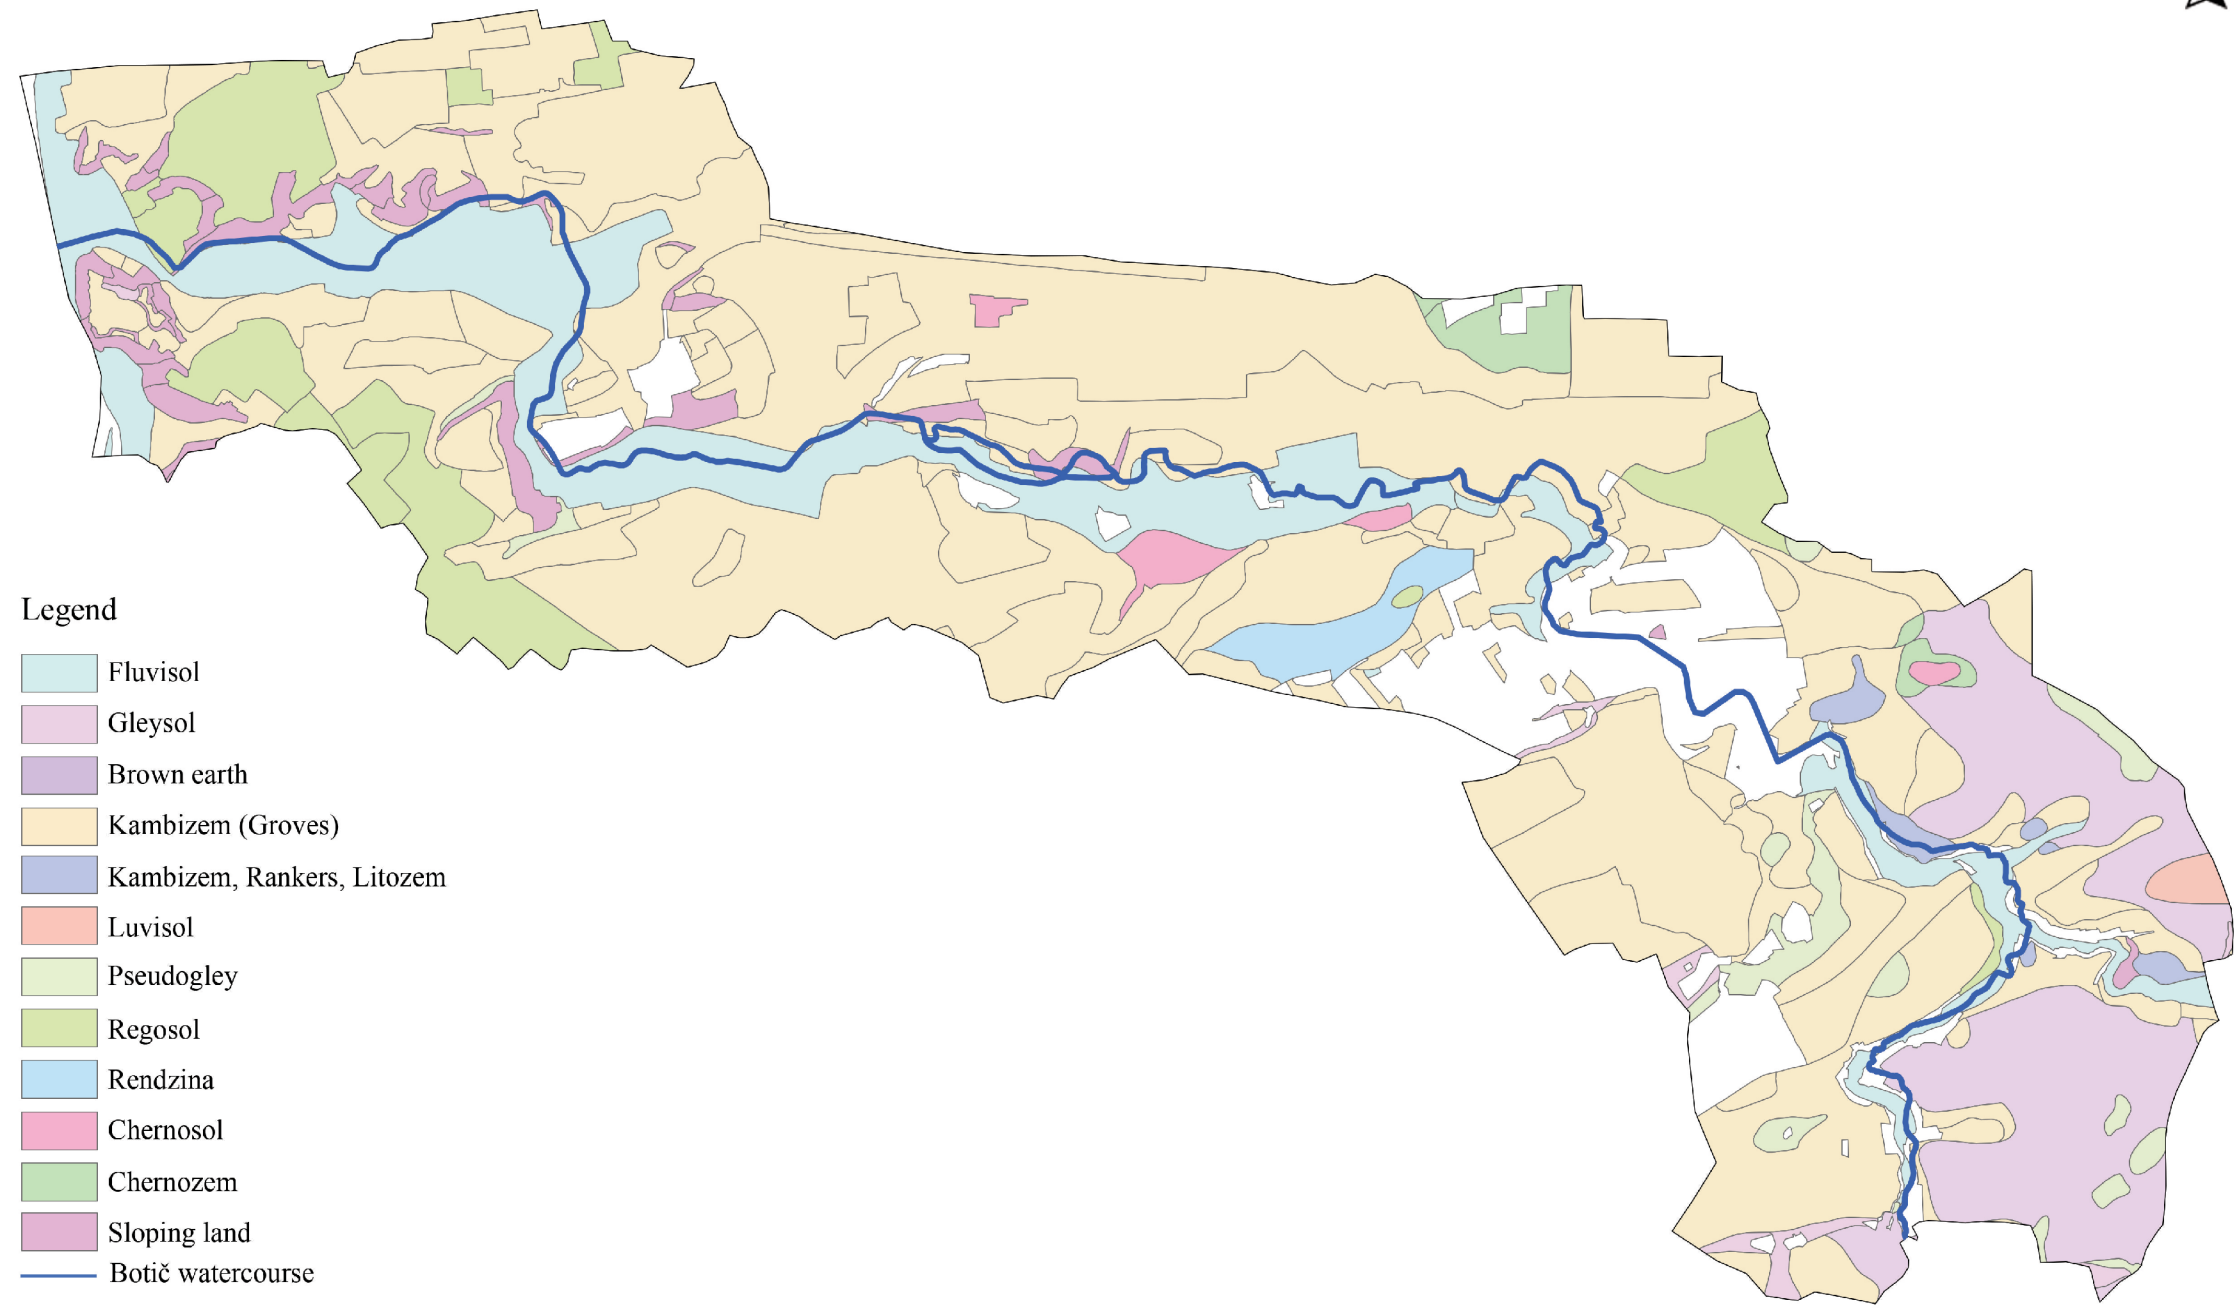 Legend
Fluvisol
Gleysol
Brown earth
Kambizem (Groves)
Kambizem, Rankers, Litozem
Luvisol
Pseudogley
Regosol
Rendzina
Chernosol
Chernozem
Sloping land
Botič watercourse